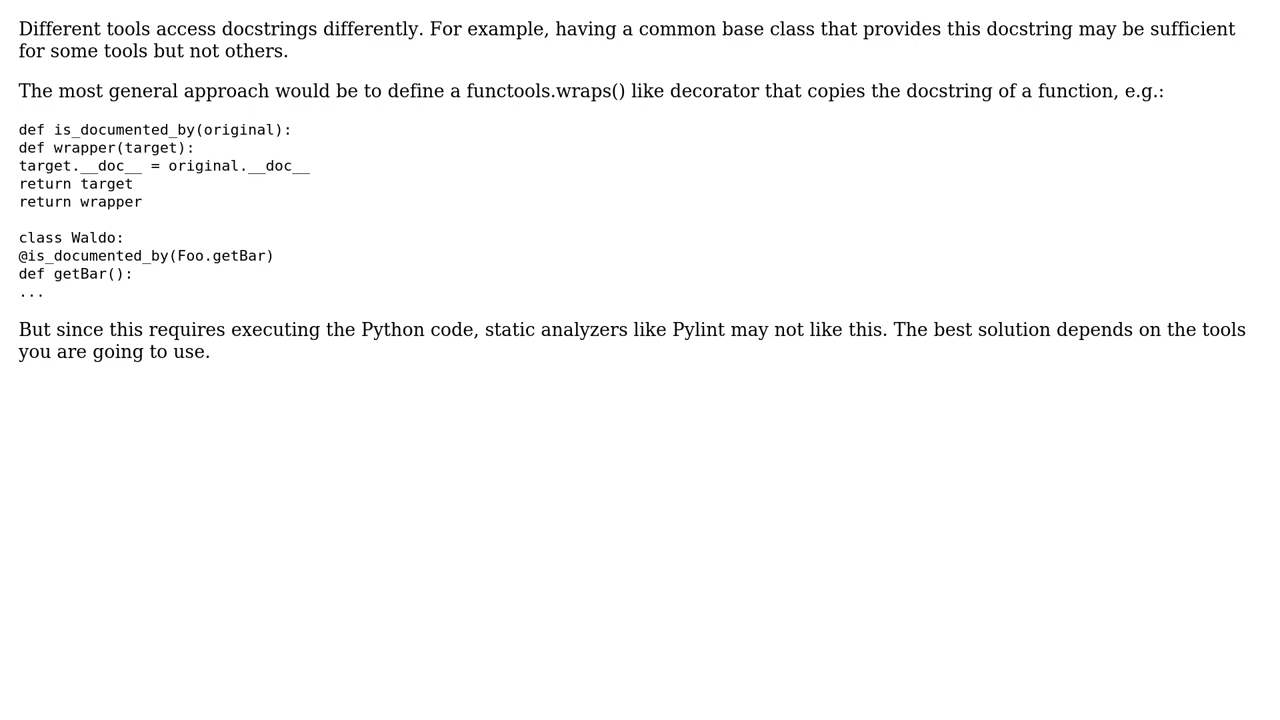 Different tools access docstrings differently. For example, having a common base class that provides this docstring may be sufficient
for some tools but not others.
The most general approach would be to define a functools.wraps() like decorator that copies the docstring of a function, e.g.:
def is_documented_by(original):
def wrapper(target):
target.__doc__ = original.__doc__
return target
return wrapper
class Waldo:
@is_documented_by(Foo.getBar)
def getBar():
...
But since this requires executing the Python code, static analyzers like Pylint may not like this. The best solution depends on the tools
you are going to use.